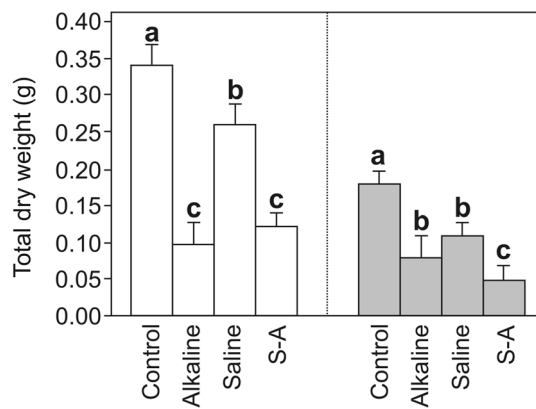 Total dry weight (g)
0.40
0.35
0.30
0.25
0.20
0.15
0.10
0.05
0.00
a
c
b
c
a
b
b
c
Control
Alkaline
Saline
S-A
Control
Alkaline
Saline
S-A